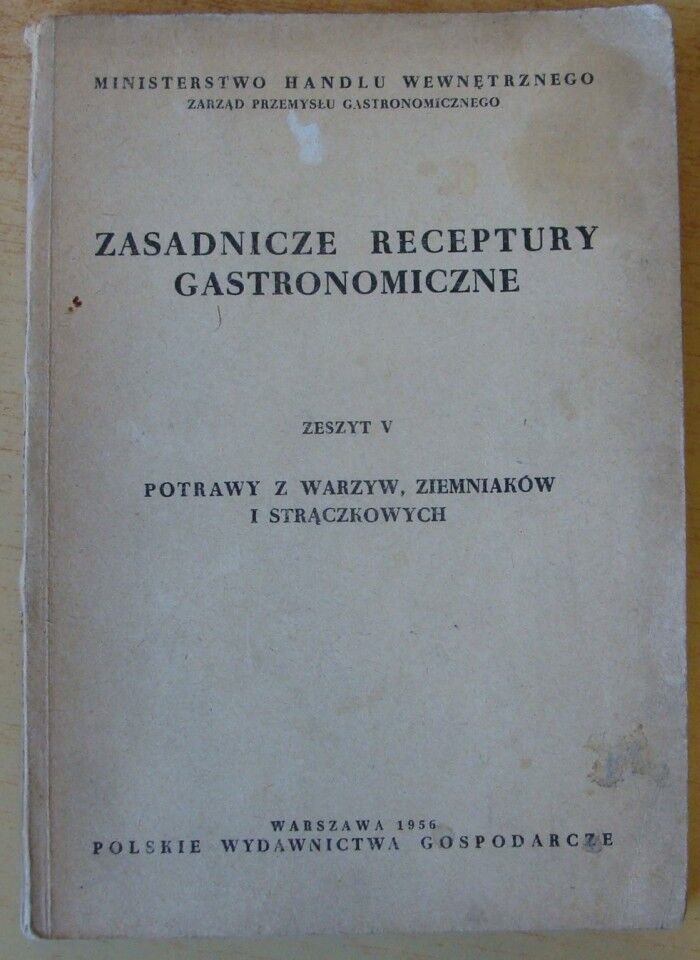 MINISTERSTWO HANDLU WEWNĘTRZNEGO
ZARZĄD PRZEMYSŁU GASTRONOMICZNEGO
ZASADNICZE RECEPTURY
GASTRONOMICZNE
ZESZYT V
POTRAWY Z WARZYW, ZIEMNIAKÓW
I STRĄCZKOWYCH
WARSZAWA 1956
POLSKIE WYDAWNICTWA GOSPODARCZE